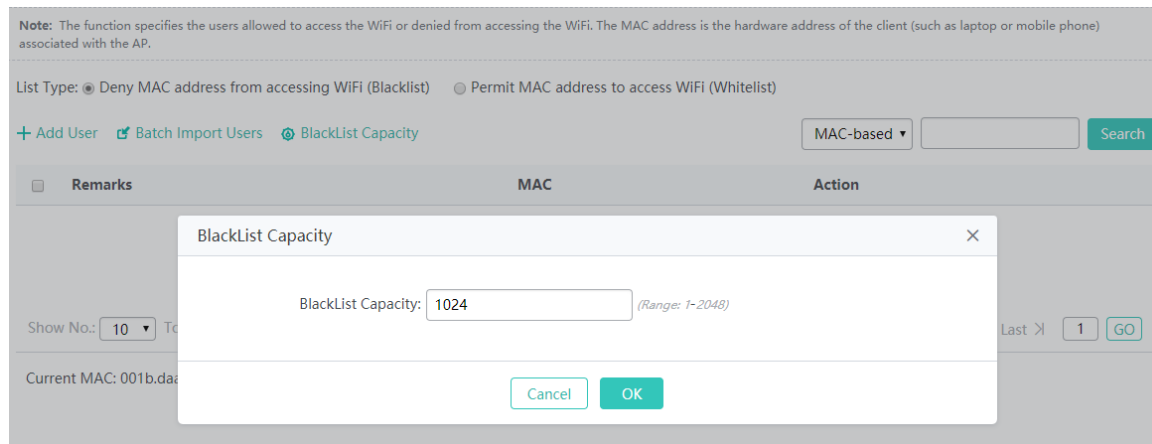 Note: The function specifies the users allowed to access the WiFi or denied from accessing the WiFi. The MAC address is the hardware address of the client (such as laptop or mobile phone)
associated with the AP.
List Type: Deny MAC address from accessing WiFi (Blacklist) Permit MAC address to access WiFi (Whitelist)
+ Add User Batch Import Users BlackList Capacity MAC-based Search
Remarks MAC Action
BlackList Capacity
BlackList Capacity: 1024 (Range: 1-2048)
Show No.: 10 Last 1 GO
Current MAC: 001b.daa
Cancel OK